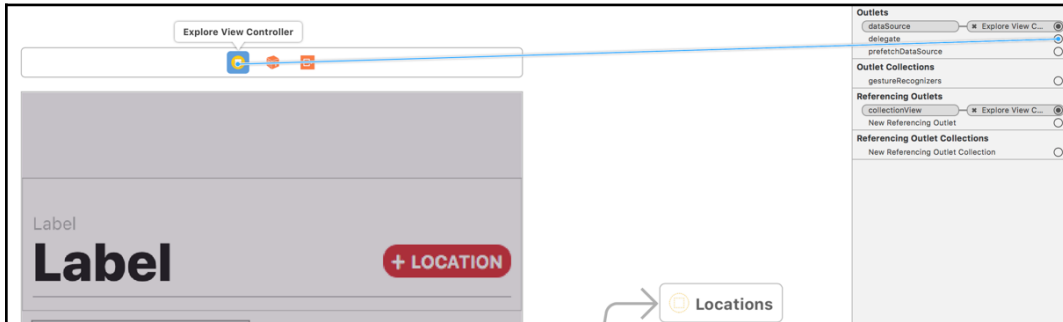 Explore View Controller
Label
Label
+ LOCATION
Locations
Outlets
dataSource
Explore View C...
delegate
prefetchDataSource
Outlet Collections
gestureRecognizers
Referencing Outlets
collectionView
Explore View C...
New Referencing Outlet
Referencing Outlet Collections
New Referencing Outlet Collection